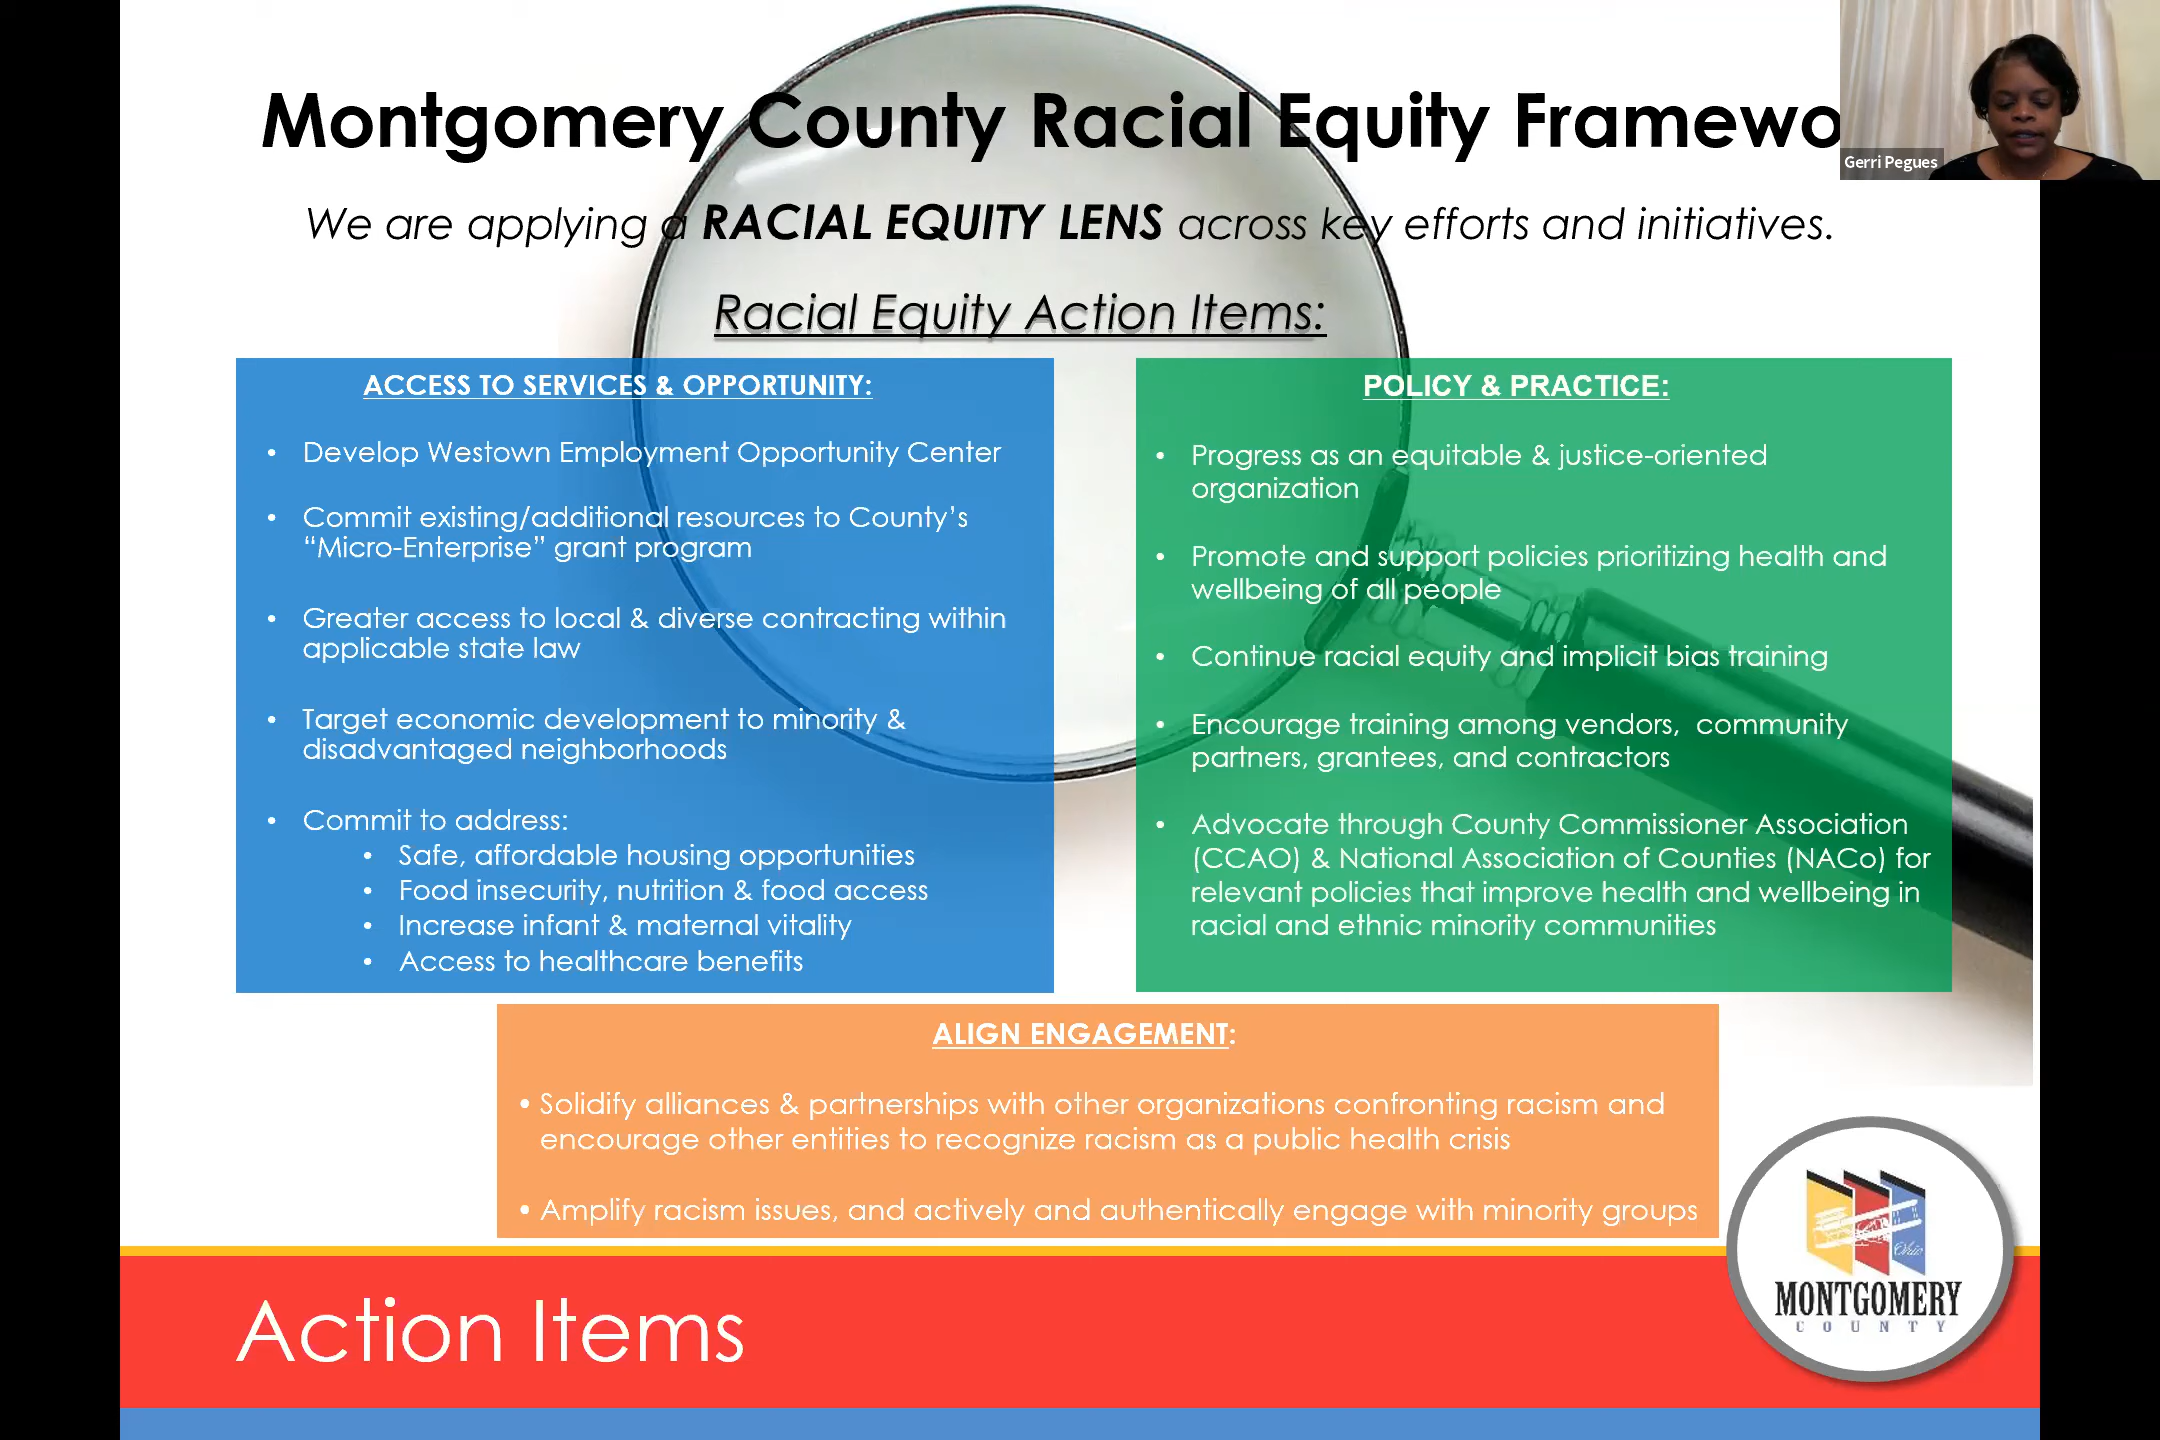 Montgomery County Racial Equity Framewo
Gerri Pegues
We are applying a RACIAL EQUITY LENS across key efforts and initiatives.
Racial Equity Action Items:
ACCESS TO SERVICES & OPPORTUNITY:
• Develop Westown Employment Opportunity Center
• Commit existing/additional resources to County’s
“Micro-Enterprise” grant program
• Greater access to local & diverse contracting within
applicable state law
• Target economic development to minority &
disadvantaged neighborhoods
• Commit to address:
• Safe, affordable housing opportunities
• Food insecurity, nutrition & food access
• Increase infant & maternal vitality
• Access to healthcare benefits
POLICY & PRACTICE:
• Progress as an equitable & justice-oriented
organization
• Promote and support policies prioritizing health and
wellbeing of all people
• Continue racial equity and implicit bias training
• Encourage training among vendors,  community
partners, grantees, and contractors
• Advocate through County Commissioner Association
(CCAO) & National Association of Counties (NACo) for
relevant policies that improve health and wellbeing in
racial and ethnic minority communities
ALIGN ENGAGEMENT:
• Solidify alliances & partnerships with other organizations confronting racism and
encourage other entities to recognize racism as a public health crisis
• Amplify racism issues, and actively and authentically engage with minority groups
Action Items
Ohio
MONTGOMERY
COUNTY